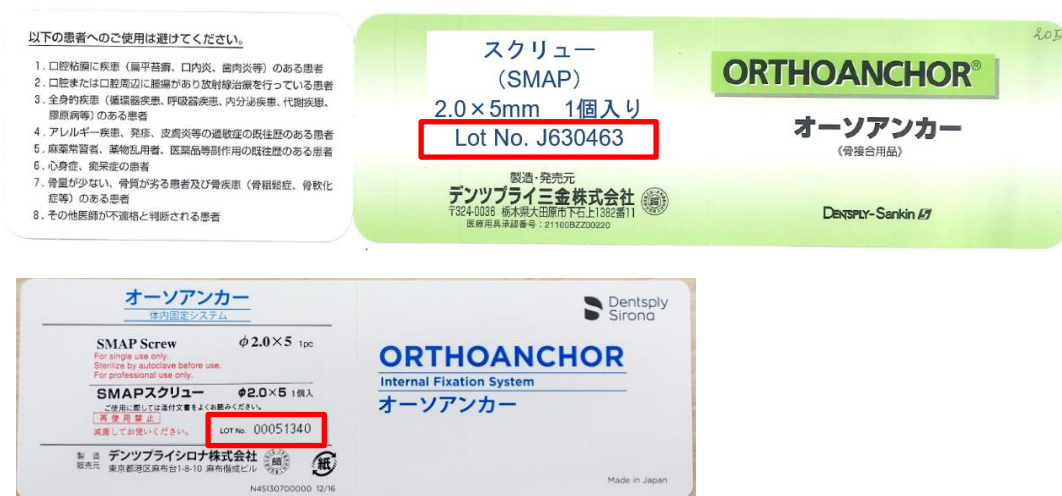 以下の患者へのご使用は避けてください。
1. 口腔粘膜に疾患（扁平苔癬、口内炎、歯肉炎等）のある患者
2. 口腔または口腔周辺に腫瘍があり放射線治療を行っている患者
3. 全身的疾患（循環器疾患、呼吸器疾患、内分泌疾患、代謝疾患、
膠原病等）のある患者
4. アレルギー疾患、発疹、皮膚炎等の過敏症の既往歴のある患者
5. 麻薬常習者、薬物乱用者、医薬品等副作用の既往歴のある患者
6. 心身症、痴呆症の患者
7. 骨量が少ない、骨質が劣る患者及び骨疾患（骨粗鬆症、骨軟化
症等）のある患者
8. その他医師が不適格と判断される患者
スクリュー
（SMAP）
2.0×5mm 1個入り
Lot No. J630463
製造・発売元
デンツプライ三金株式会社
〒324-0036 栃木県大田原市下石上1382番11
医療用具承認番号：21100BZZ00220
205
ORTHOANCHOR®
オーソアンカー
（骨接合用品）
DENTSPLY-Sankin
オーソアンカー
体内固定システム
SMAP Screw φ2.0×5 1pc
For single use only.
Sterilize by autoclave before use.
For professional use only.
SMAPスクリュー φ2.0×5 1個入
ご使用に際しては添付文書をよくお読みください。
再使用禁止
滅菌してお使いください。
LOT No. 00051340
製造
販売元
デンツプライシロナ株式会社
東京都港区麻布台1-8-10 麻布偕成ビル
紙
N45130700000 12/16
Dentsply
Sirona
ORTHOANCHOR
Internal Fixation System
オーソアンカー
Made in Japan